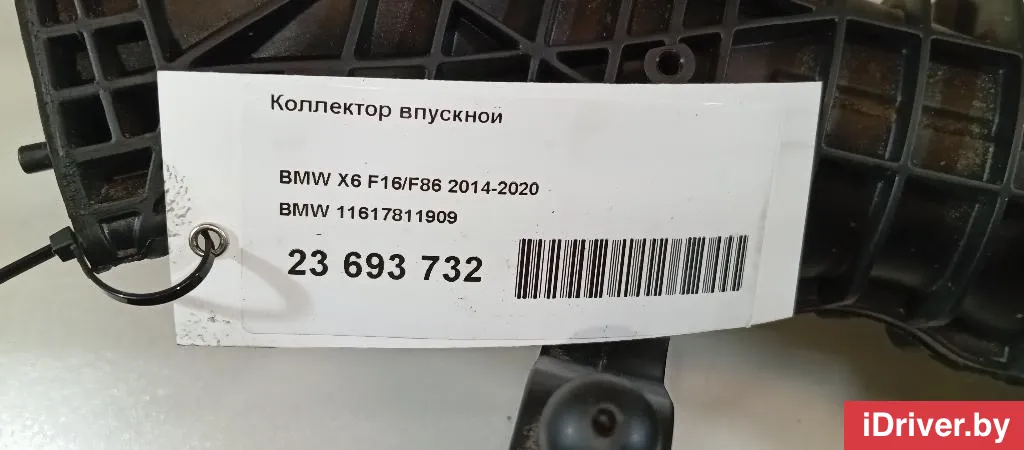 Коллектор впускной
BMW X6 F16/F86 2014-2020
BMW 11617811909
23 693 732
iDriver.by